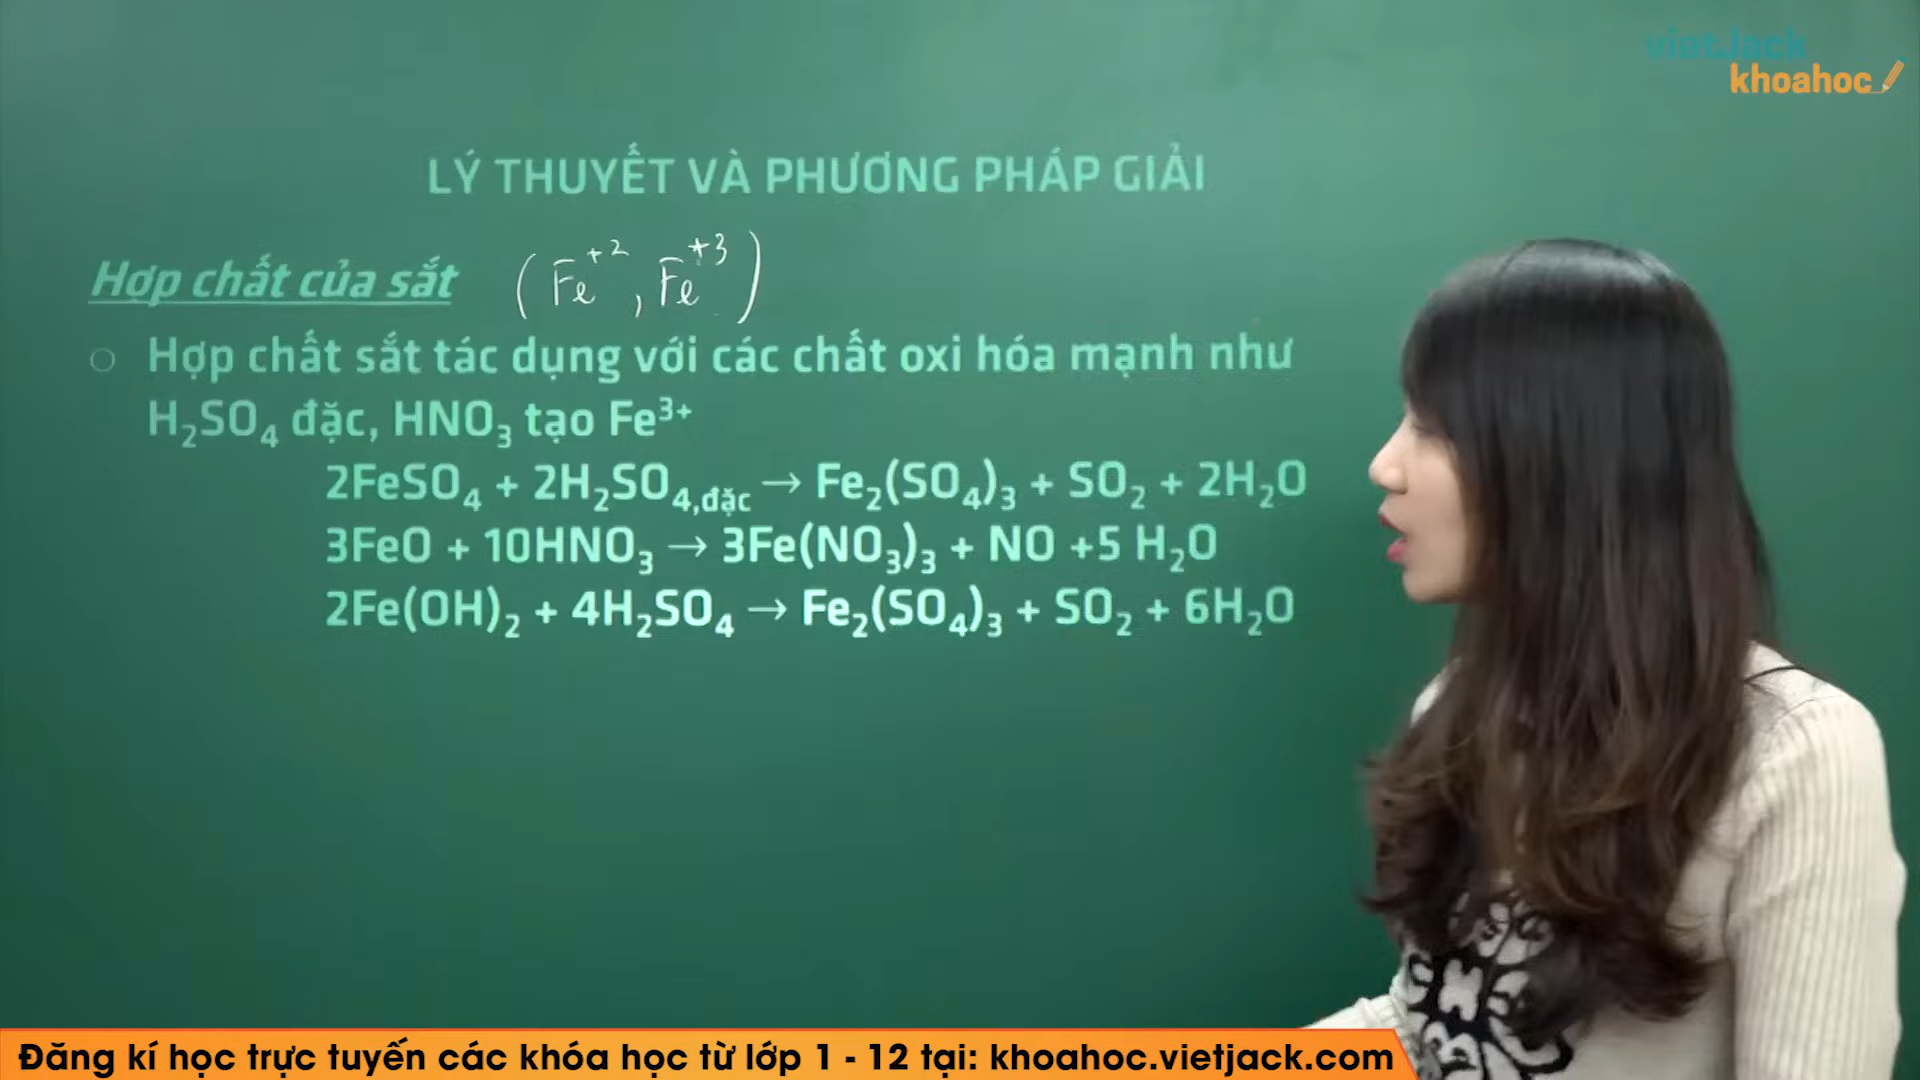 vietJack
khoahoc
LÝ THUYẾT VÀ PHƯƠNG PHÁP GIẢI
Hợp chất của sắt (Fe⁺², Fe⁺³)
○ Hợp chất sắt tác dụng với các chất oxi hóa mạnh như
H₂SO₄ đặc, HNO₃ tạo Fe³⁺
2FeSO₄ + 2H₂SO₄,đặc → Fe₂(SO₄)₃ + SO₂ + 2H₂O
3FeO + 10HNO₃ → 3Fe(NO₃)₃ + NO +5 H₂O
2Fe(OH)₂ + 4H₂SO₄ → Fe₂(SO₄)₃ + SO₂ + 6H₂O
Đăng kí học trực tuyến các khóa học từ lớp 1 - 12 tại: khoahoc.vietjack.com